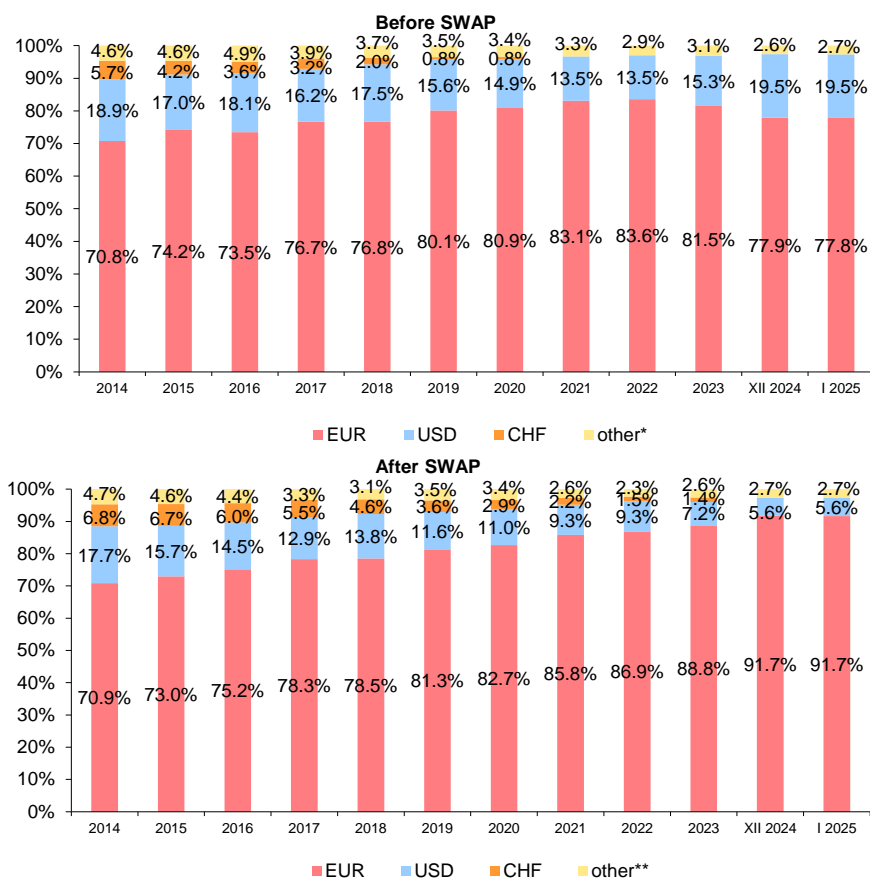 Before SWAP
100%
90%
80%
70%
60%
50%
40%
30%
20%
10%
0%
4.6% 4.6% 4.9% 3.9% 3.7% 3.5% 3.4% 3.3% 2.9% 3.1% 2.6% 2.7%
5.7% 4.2% 3.6% 3.2% 2.0% 0.8% 0.8%
18.9% 17.0% 18.1% 16.2% 17.5% 15.6% 14.9% 13.5% 13.5% 15.3% 19.5% 19.5%
70.8% 74.2% 73.5% 76.7% 76.8% 80.1% 80.9% 83.1% 83.6% 81.5% 77.9% 77.8%
2014 2015 2016 2017 2018 2019 2020 2021 2022 2023 XII 2024 I 2025
EUR USD CHF other*
After SWAP
100%
90%
80%
70%
60%
50%
40%
30%
20%
10%
0%
4.7% 4.6% 4.4% 3.3% 3.1% 3.5% 3.4% 2.6% 2.3% 2.6% 2.7% 2.7%
6.8% 6.7% 6.0% 5.5% 4.6% 3.6% 2.9% 2.2% 1.5% 1.4%
17.7% 15.7% 14.5% 12.9% 13.8% 11.6% 11.0% 9.3% 9.3% 7.2% 5.6% 5.6%
70.9% 73.0% 75.2% 78.3% 78.5% 81.3% 82.7% 85.8% 86.9% 88.8% 91.7% 91.7%
2014 2015 2016 2017 2018 2019 2020 2021 2022 2023 XII 2024 I 2025
EUR USD CHF other**